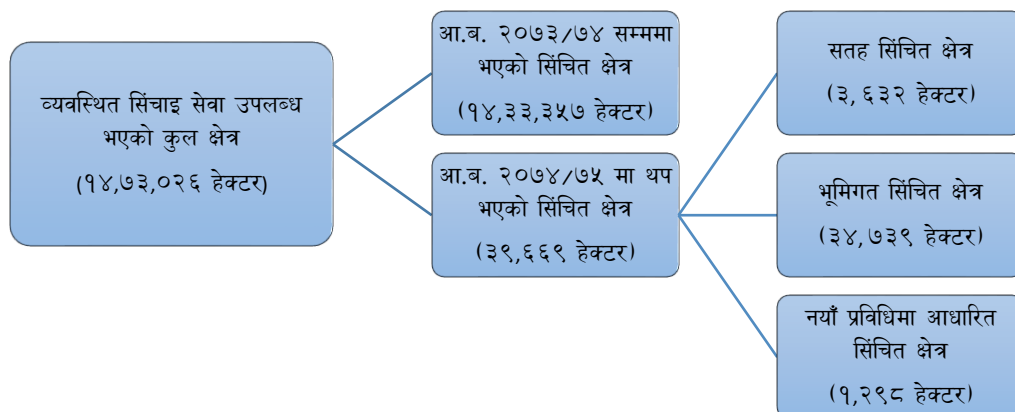 व्यवस्थित सिंचाइ सेवा उपलब्ध
भएको कुल क्षेत्र
(१४,७३,०२६ हेक्टर)
आ.ब. २०७३/७४ सम्ममा
भएको सिंचित क्षेत्र
(१४,३३,३५७ हेक्टर)
आ.ब. २०७४/७५ मा थप
भएको सिंचित क्षेत्र
(३९,६६९ हेक्टर)
सतह सिंचित क्षेत्र
(३,६३२ हेक्टर)
भूमिगत सिंचित क्षेत्र
(३४,७३९ हेक्टर)
नयाँ प्रविधिमा आधारित
सिंचित क्षेत्र
(१,२९८ हेक्टर)